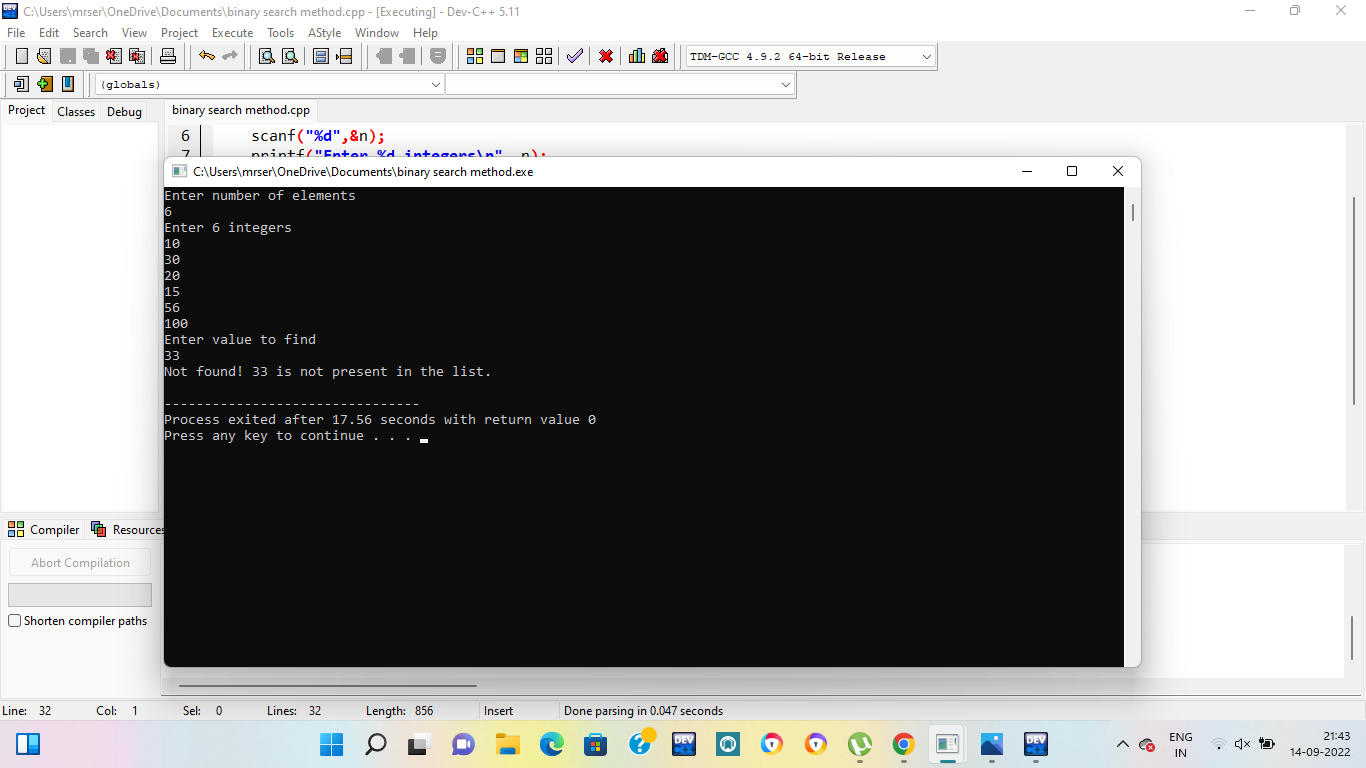 C:\Users\mrser\OneDrive\Documents\binary search method.cpp - [Executing] - Dev-C++ 5.11
File Edit Search View Project Execute Tools AStyle Window Help
TDM-GCC 4.9.2 64-bit Release
(globals)
Project Classes Debug
binary search method.cpp
6 scanf("%d",&n);
7 printf("Enter %d integers\n", n);
C:\Users\mrser\OneDrive\Documents\binary search method.exe
Enter number of elements
6
Enter 6 integers
10
30
20
15
56
100
Enter value to find
33
Not found! 33 is not present in the list.
--------------------------------
Process exited after 17.56 seconds with return value 0
Press any key to continue . . .
Compiler Resources
Abort Compilation
Shorten compiler paths
Line: 32 Col: 1 Sel: 0 Lines: 32 Length: 856 Insert Done parsing in 0.047 seconds
DEV
DEV
ENG
IN
21:43
14-09-2022